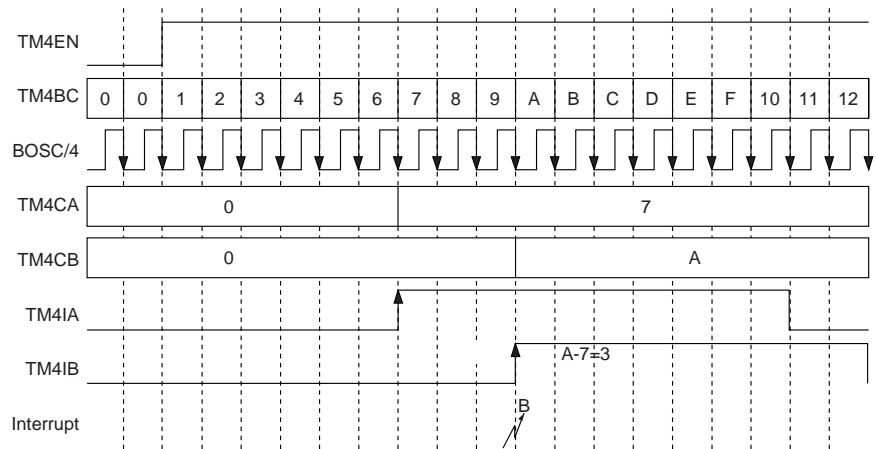 TM4EN
TM4BC 0 0 1 2 3 4 5 6 7 8 9 A B C D E F 10 11 12
BOSC/4
TM4CA 0 7
TM4CB 0 A
TM4IA
TM4IB A-7=3
B
Interrupt